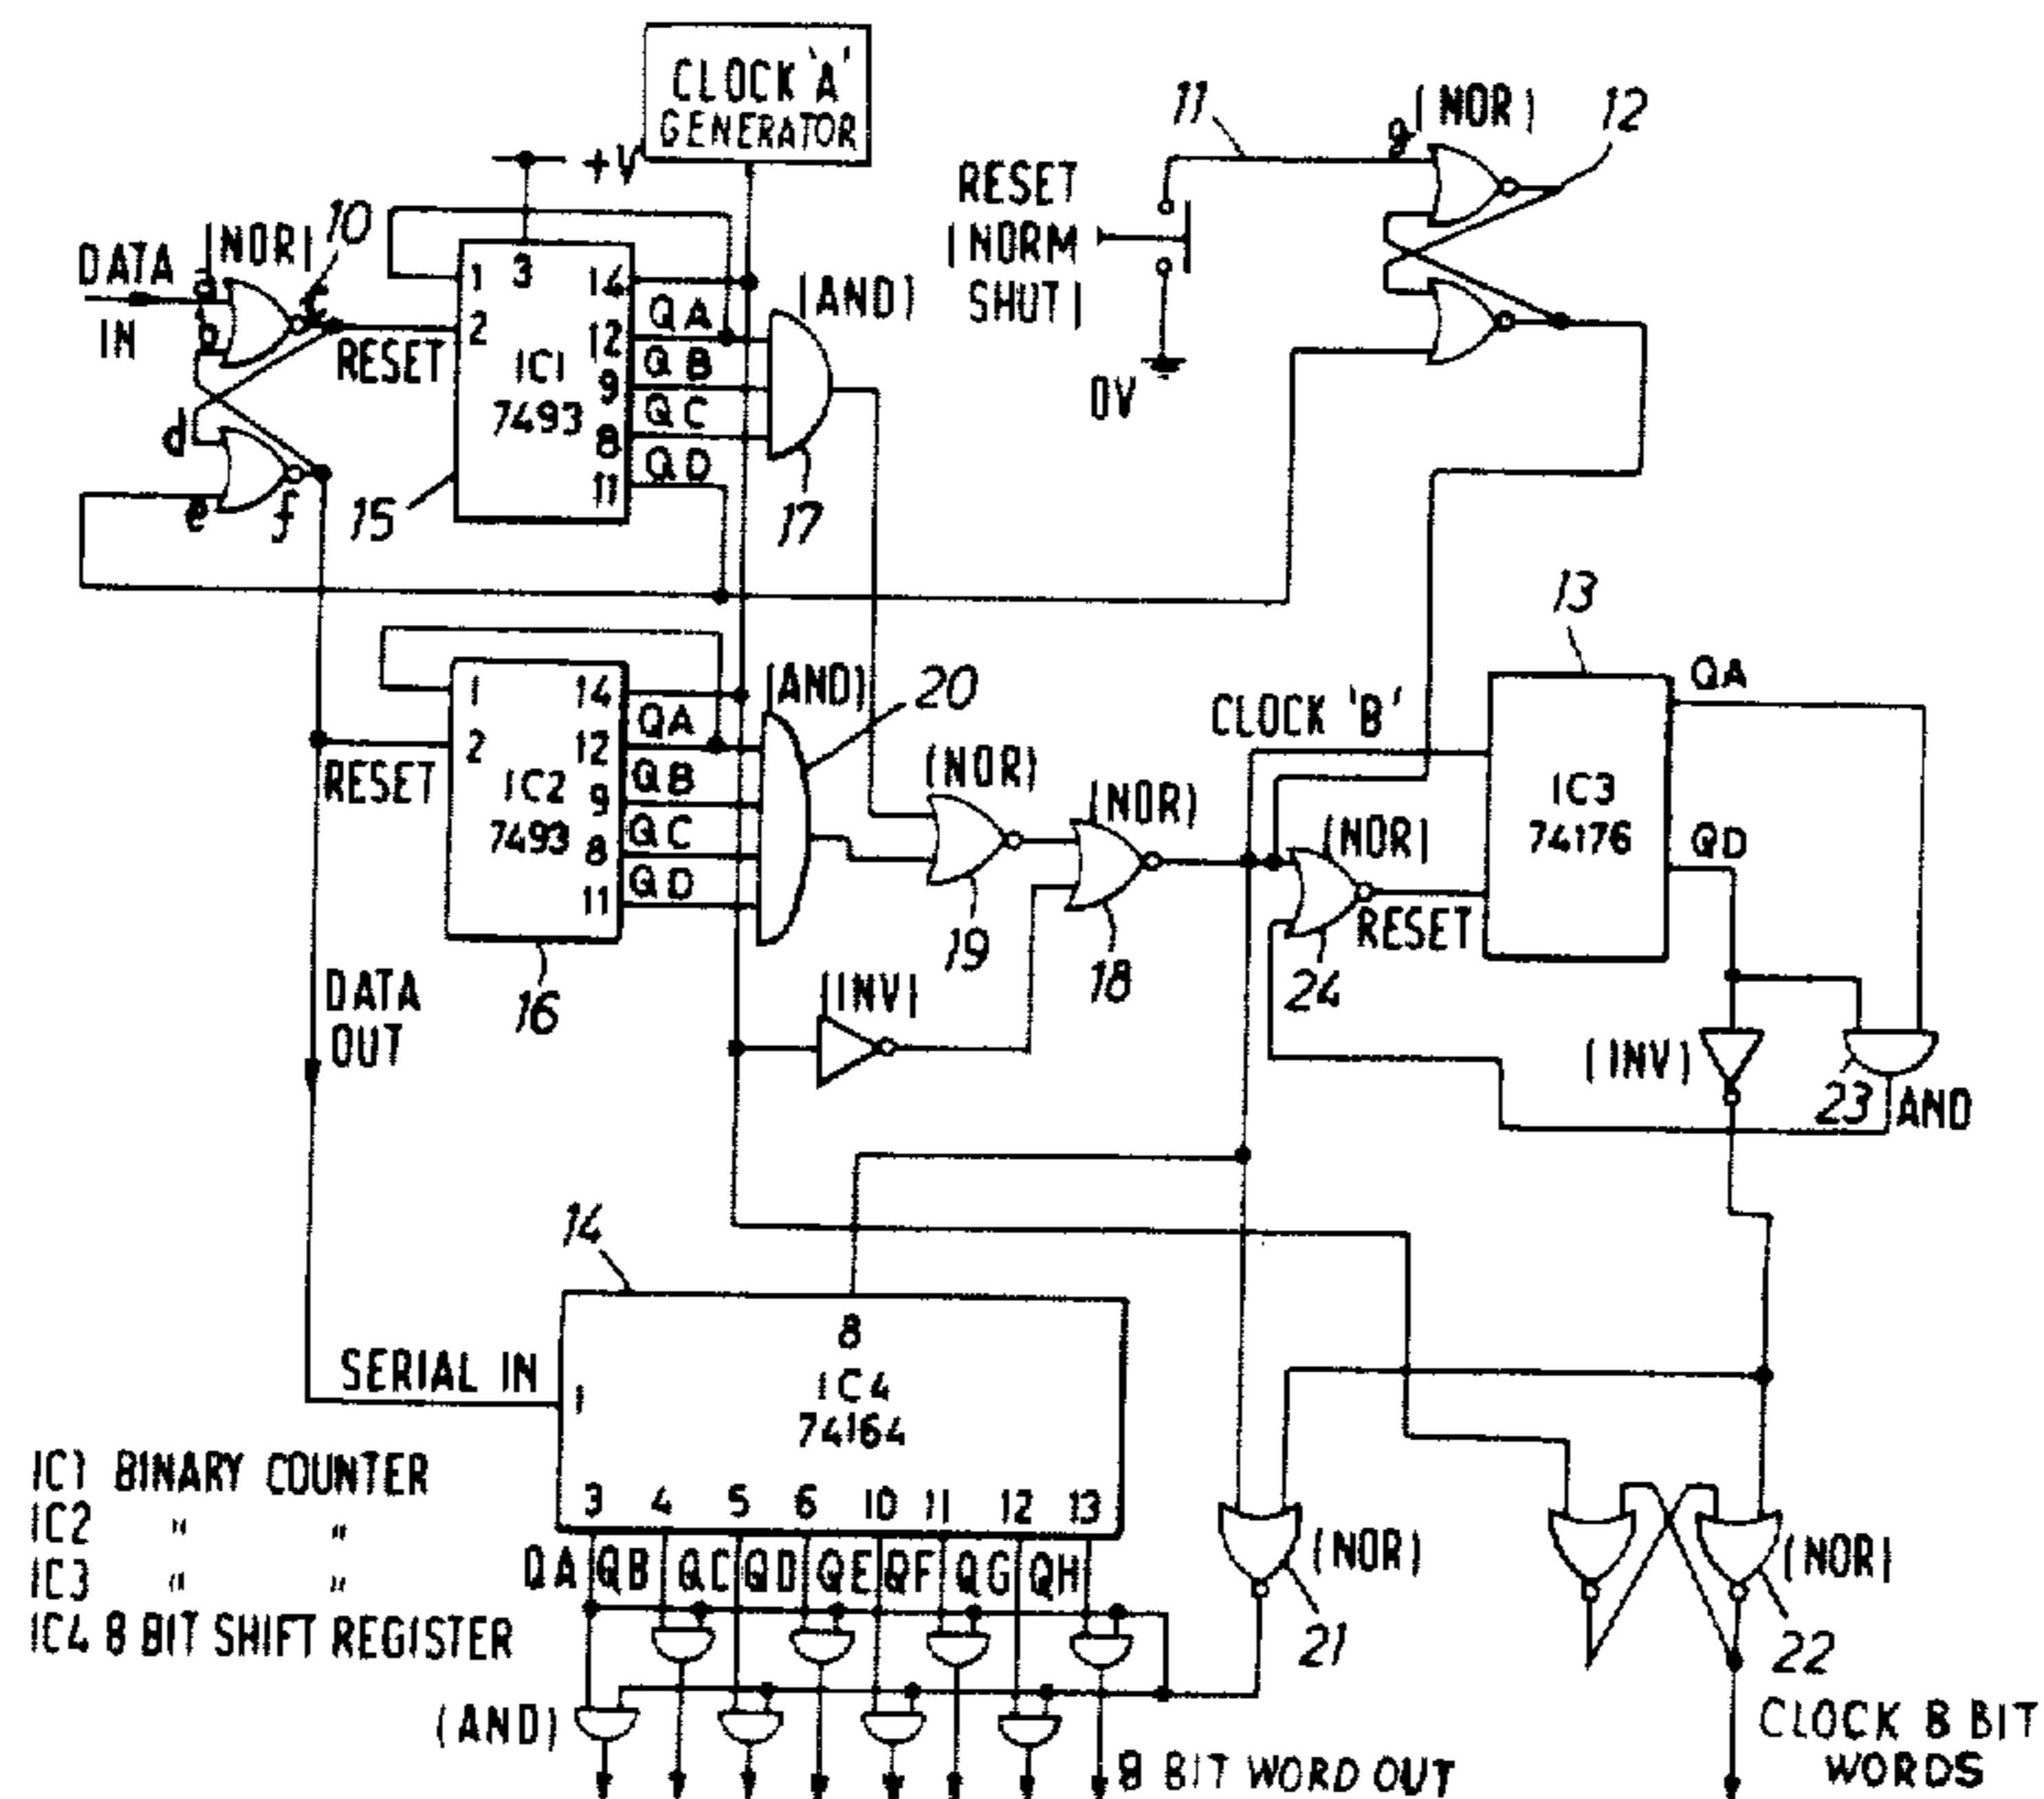 CLOCK 'A'
GENERATOR
+V
11
g
(NOR)
12
RESET
(NORM
SHUT)
0V
DATA
IN
(NOR)
10
a
b
c
d
e
f
RESET
1
2
3
14
12
9
8
11
IC1
7493
QA
QB
QC
QD
(AND)
15
17
1
2
14
12
9
8
11
IC2
7493
RESET
QA
QB
QC
QD
(AND)
20
16
(NOR)
19
(NOR)
18
(INV)
CLOCK 'B'
(NOR)
24
RESET
13
IC3
74176
QA
QD
(INV)
23
AND
DATA
OUT
14
SERIAL IN
1
8
IC4
74164
3 4 5 6 10 11 12 13
QA QB QC QD QE QF QG QH
IC1 BINARY COUNTER
IC2 " "
IC3 " "
IC4 8 BIT SHIFT REGISTER
(AND)
(NOR)
21
(NOR)
22
8 BIT WORD OUT
CLOCK 8 BIT
WORDS